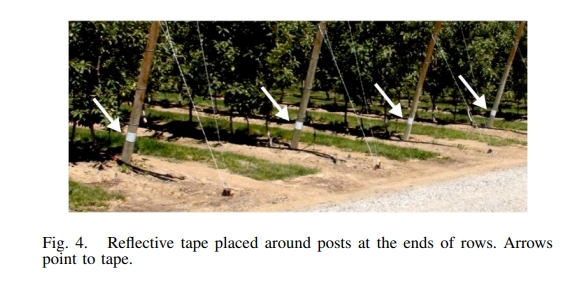 Fig. 4. Reflective tape placed around posts at the ends of rows. Arrows
point to tape.